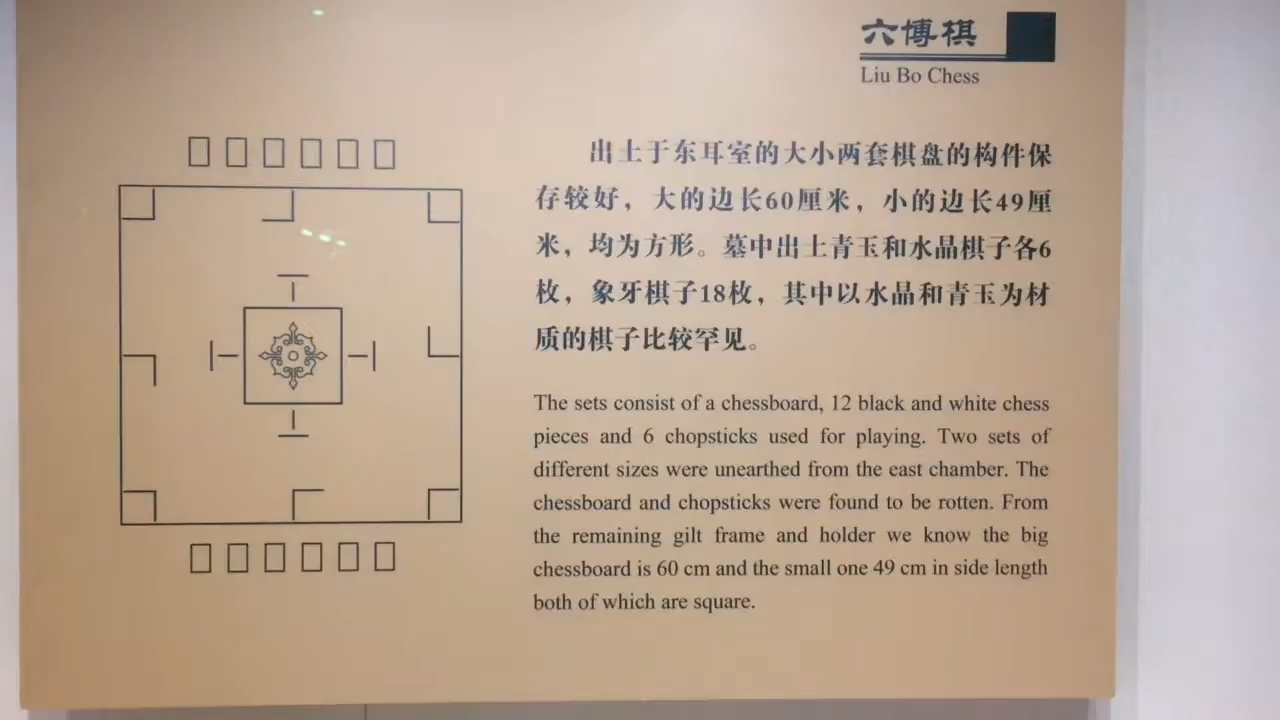 六博棋
Liu Bo Chess
出土于东耳室的大小两套棋盘的构件保
存较好，大的边长60厘米，小的边长49厘
米，均为方形。墓中出土青玉和水晶棋子各6
枚，象牙棋子18枚，其中以水晶和青玉为材
质的棋子比较罕见。
The sets consist of a chessboard, 12 black and white chess
pieces and 6 chopsticks used for playing. Two sets of
different sizes were unearthed from the east chamber. The
chessboard and chopsticks were found to be rotten. From
the remaining gilt frame and holder we know the big
chessboard is 60 cm and the small one 49 cm in side length
both of which are square.